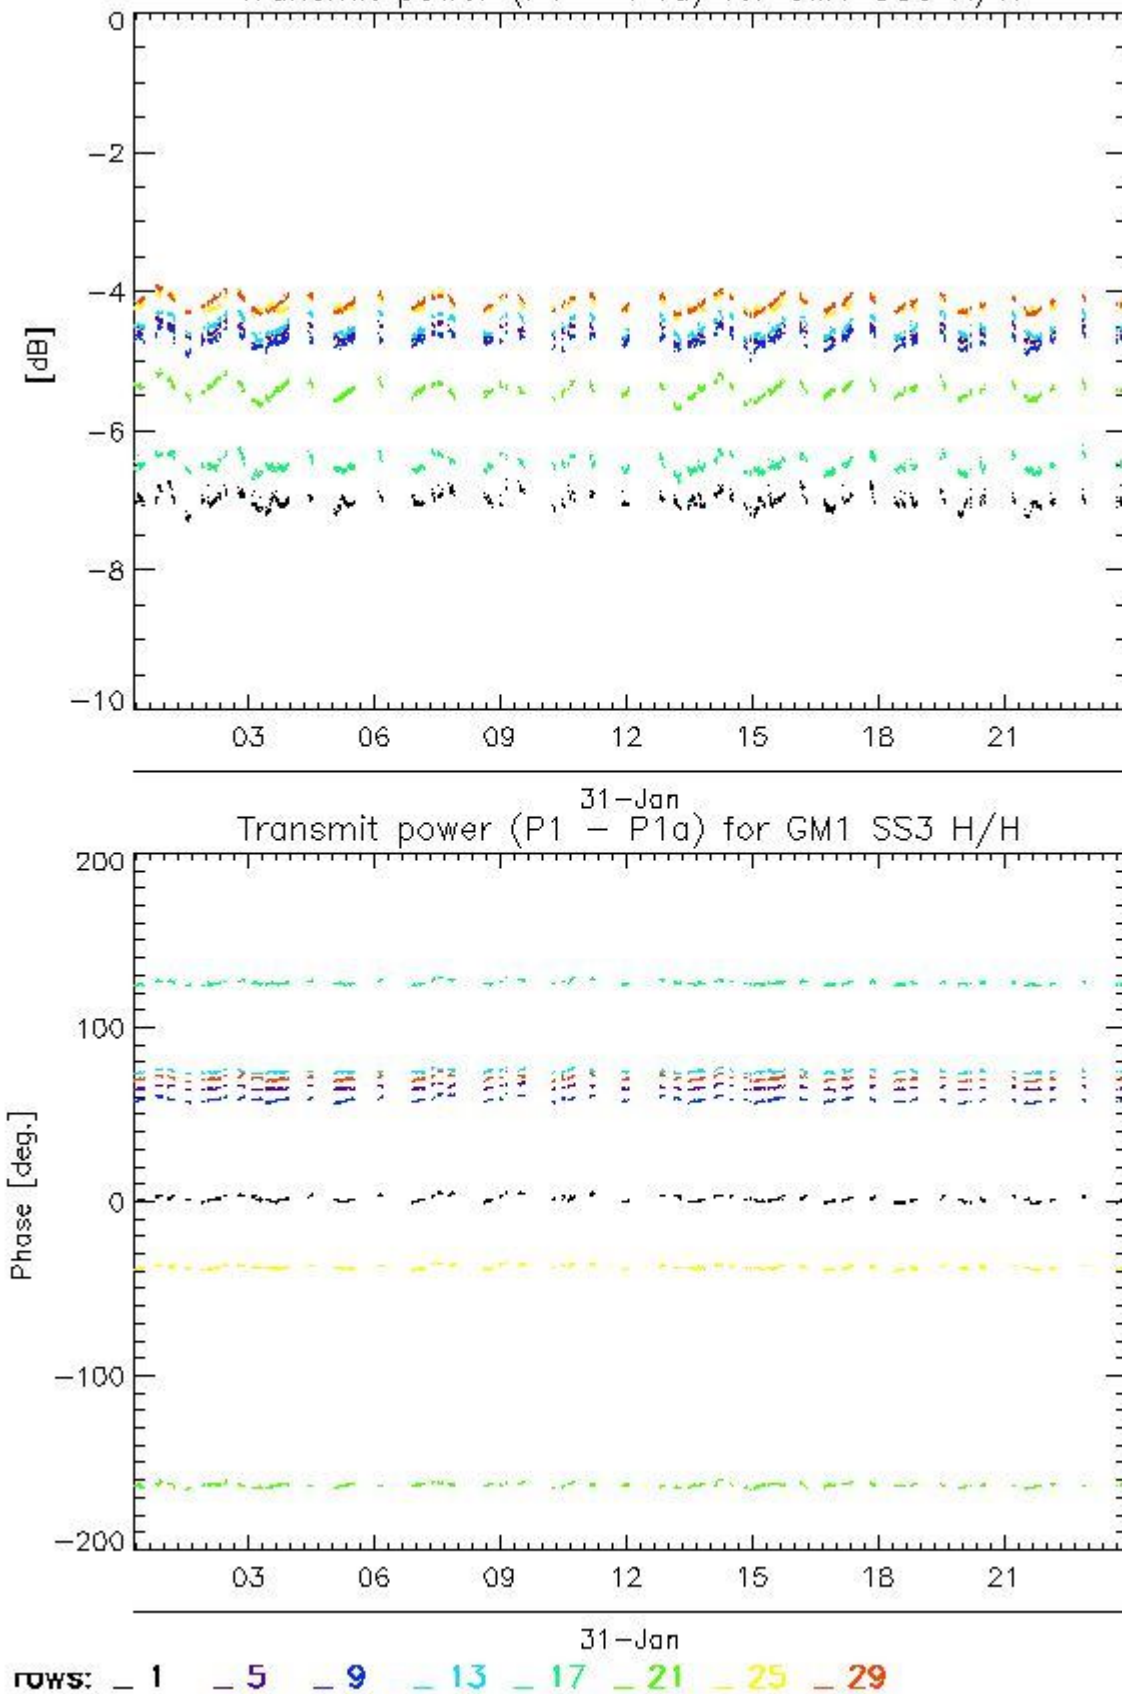 0
-2
-4
-6
-8
-10
[dB]
03 06 09 12 15 18 21
31-Jan
Transmit power (P1 - P1a) for GM1 SS3 H/H
200
100
0
-100
-200
Phase [deg.]
03 06 09 12 15 18 21
31-Jan
rows: _ 1 _ 5 _ 9 _ 13 _ 17 _ 21 _ 25 _ 29